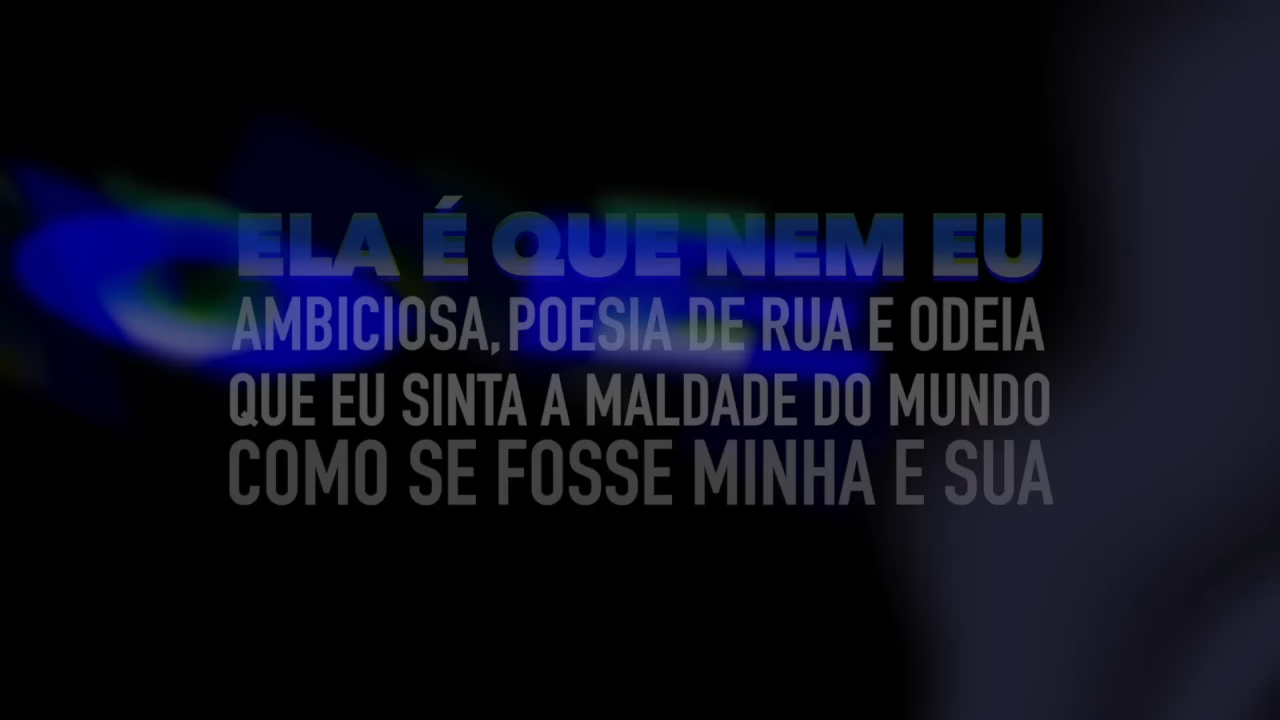 ELA É QUE NEM EU
AMBICIOSA, POESIA DE RUA E ODEIA
QUE EU SINTA A MALDADE DO MUNDO
COMO SE FOSSE MINHA E SUA